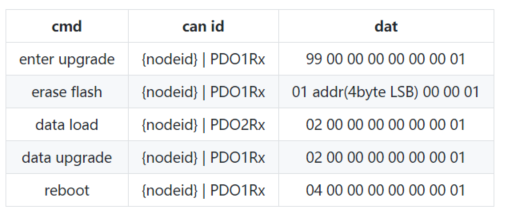 cmd can id dat
enter upgrade {nodeid} | PDO1Rx 99 00 00 00 00 00 00 01
erase flash {nodeid} | PDO1Rx 01 addr(4byte LSB) 00 00 01
data load {nodeid} | PDO2Rx 02 00 00 00 00 00 00 01
data upgrade {nodeid} | PDO1Rx 02 00 00 00 00 00 00 01
reboot {nodeid} | PDO1Rx 04 00 00 00 00 00 00 01